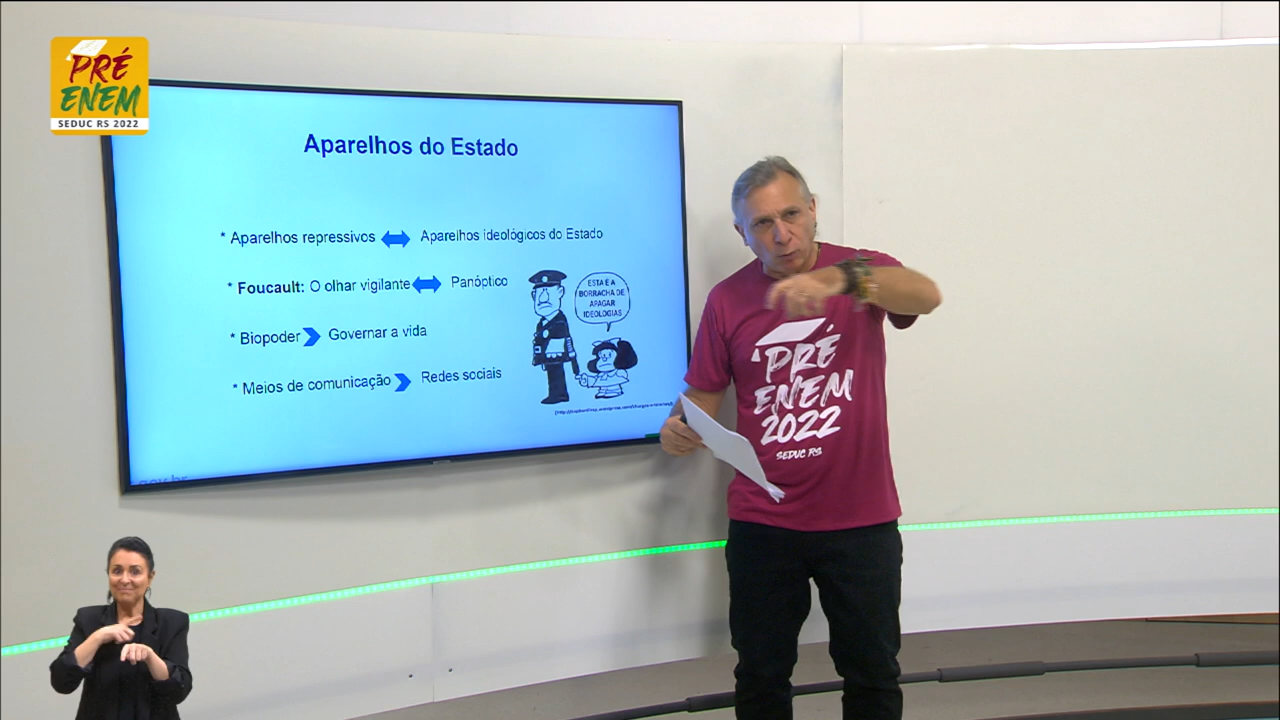 PRÉ
ENEM
SEDUC RS 2022
Aparelhos do Estado
* Aparelhos repressivos Aparelhos ideológicos do Estado
* Foucault: O olhar vigilante Panóptico
* Biopoder Governar a vida
* Meios de comunicação Redes sociais
ESTA É A
BORRACHA DE
APAGAR
IDEOLOGIAS
PRÉ
ENEM
2022
SEDUC RS